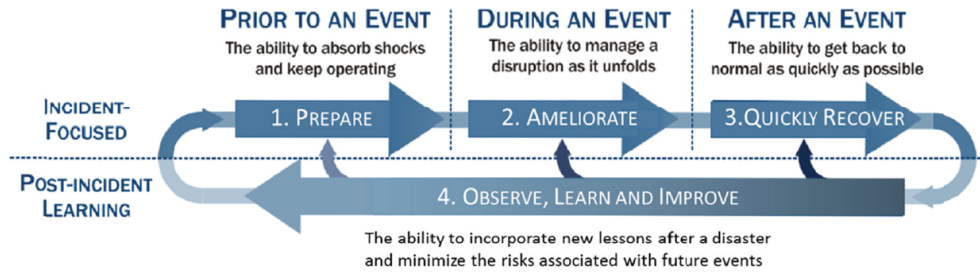 PRIOR TO AN EVENT
The ability to absorb shocks
and keep operating
DURING AN EVENT
The ability to manage a
disruption as it unfolds
AFTER AN EVENT
The ability to get back to
normal as quickly as possible
INCIDENT-
FOCUSED
1. PREPARE
2. AMELIORATE
3.QUICKLY RECOVER
POST-INCIDENT
LEARNING
4. OBSERVE, LEARN AND IMPROVE
The ability to incorporate new lessons after a disaster
and minimize the risks associated with future events